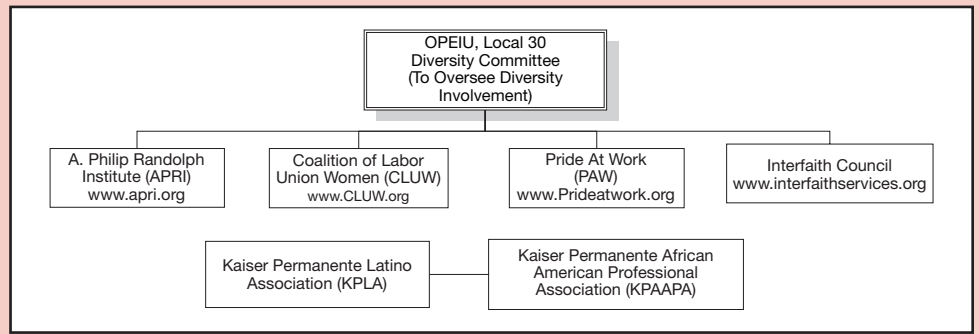 OPEIU, Local 30
Diversity Committee
(To Oversee Diversity
Involvement)
A. Philip Randolph
Institute (APRI)
www.apri.org
Coalition of Labor
Union Women (CLUW)
www.CLUW.org
Pride At Work
(PAW)
www.Prideatwork.org
Interfaith Council
www.interfaithservices.org
Kaiser Permanente Latino
Association (KPLA)
Kaiser Permanente African
American Professional
Association (KPAAPA)